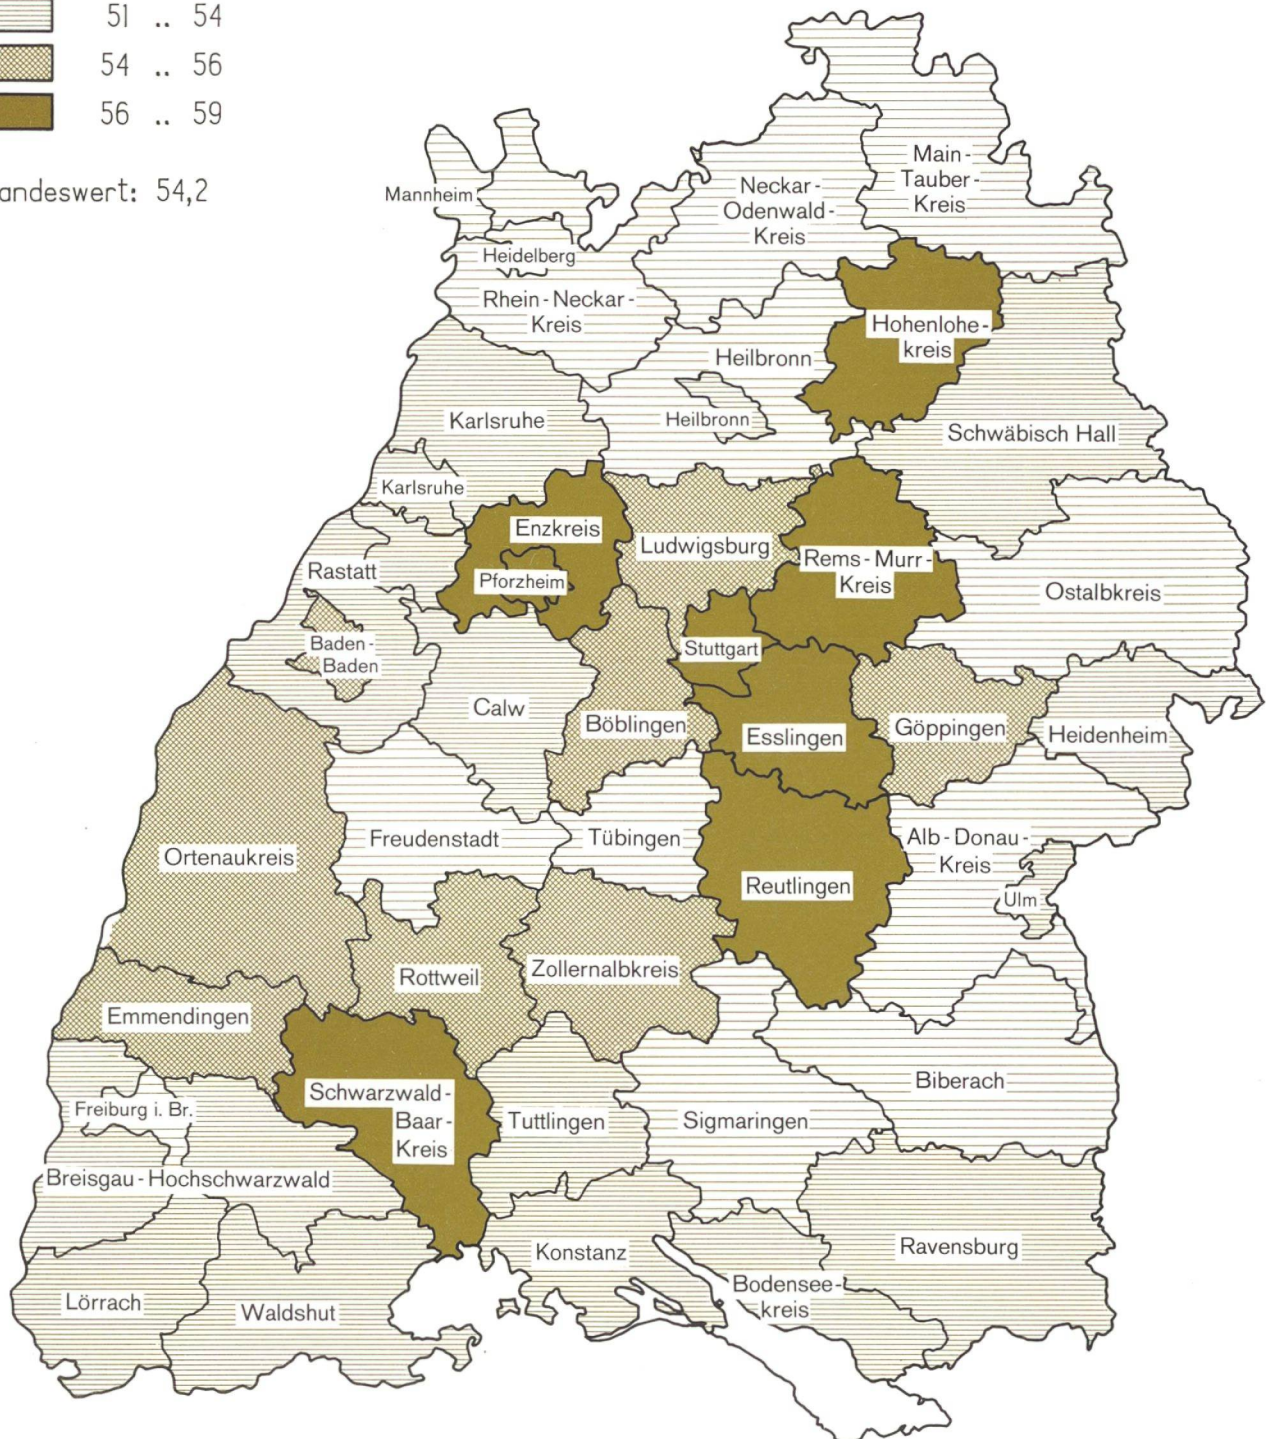 51 .. 54
54 .. 56
56 .. 59
andeswert: 54,2
Main-
Tauber-
Kreis
Mannheim
Neckar-
Odenwald-
Kreis
Heidelberg
Rhein-Neckar-
Kreis
Hohenlohe-
kreis
Heilbronn
Heilbronn
Karlsruhe
Schwäbisch Hall
Karlsruhe
Enzkreis
Ludwigsburg
Rems-Murr-
Kreis
Rastatt
Pforzheim
Ostalbkreis
Baden-
Baden
Stuttgart
Calw
Böblingen
Esslingen
Göppingen
Heidenheim
Freudenstadt
Tübingen
Alb-Donau-
Kreis
Ortenaukreis
Reutlingen
Ulm
Rottweil
Zollernalbkreis
Emmendingen
Schwarzwald-
Baar-
Kreis
Biberach
Freiburg i. Br.
Tuttlingen
Sigmaringen
Breisgau-Hochschwarzwald
Konstanz
Ravensburg
Bodensee-
kreis
Lörrach
Waldshut